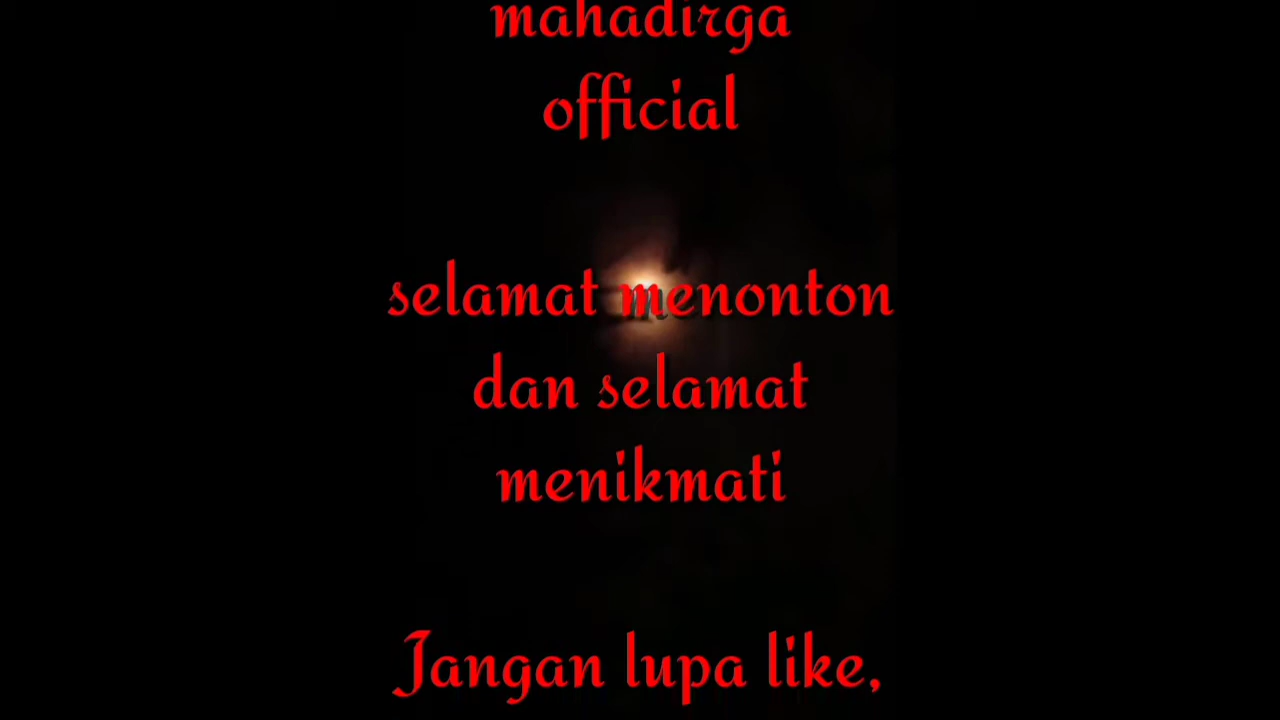 mahadirga
official
selamat menonton
dan selamat
menikmati
Jangan lupa like,